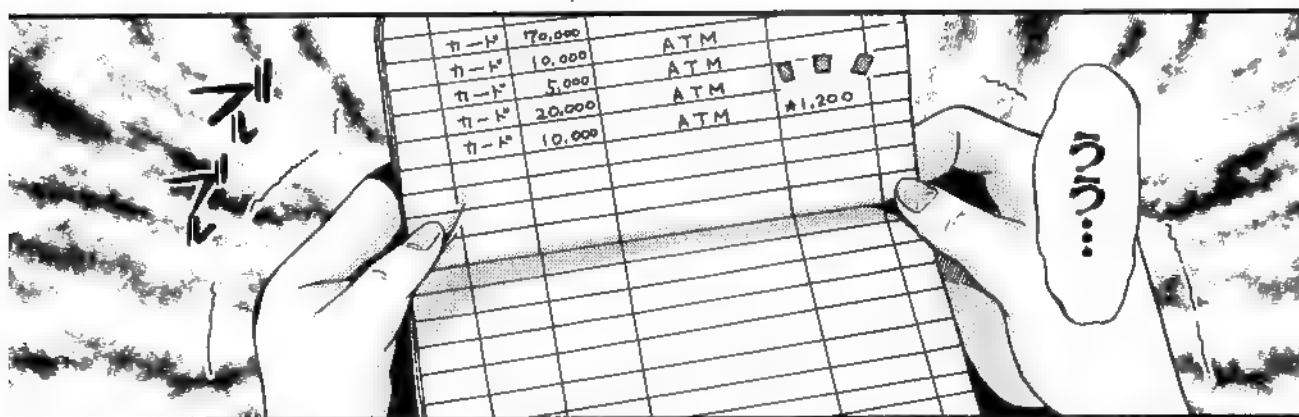 うう…
カード 70,000 ATM
カード 10,000 ATM
カード 5,000 ATM
カード 20,000 ATM ★1,200
カード 10,000
ブル
ブル